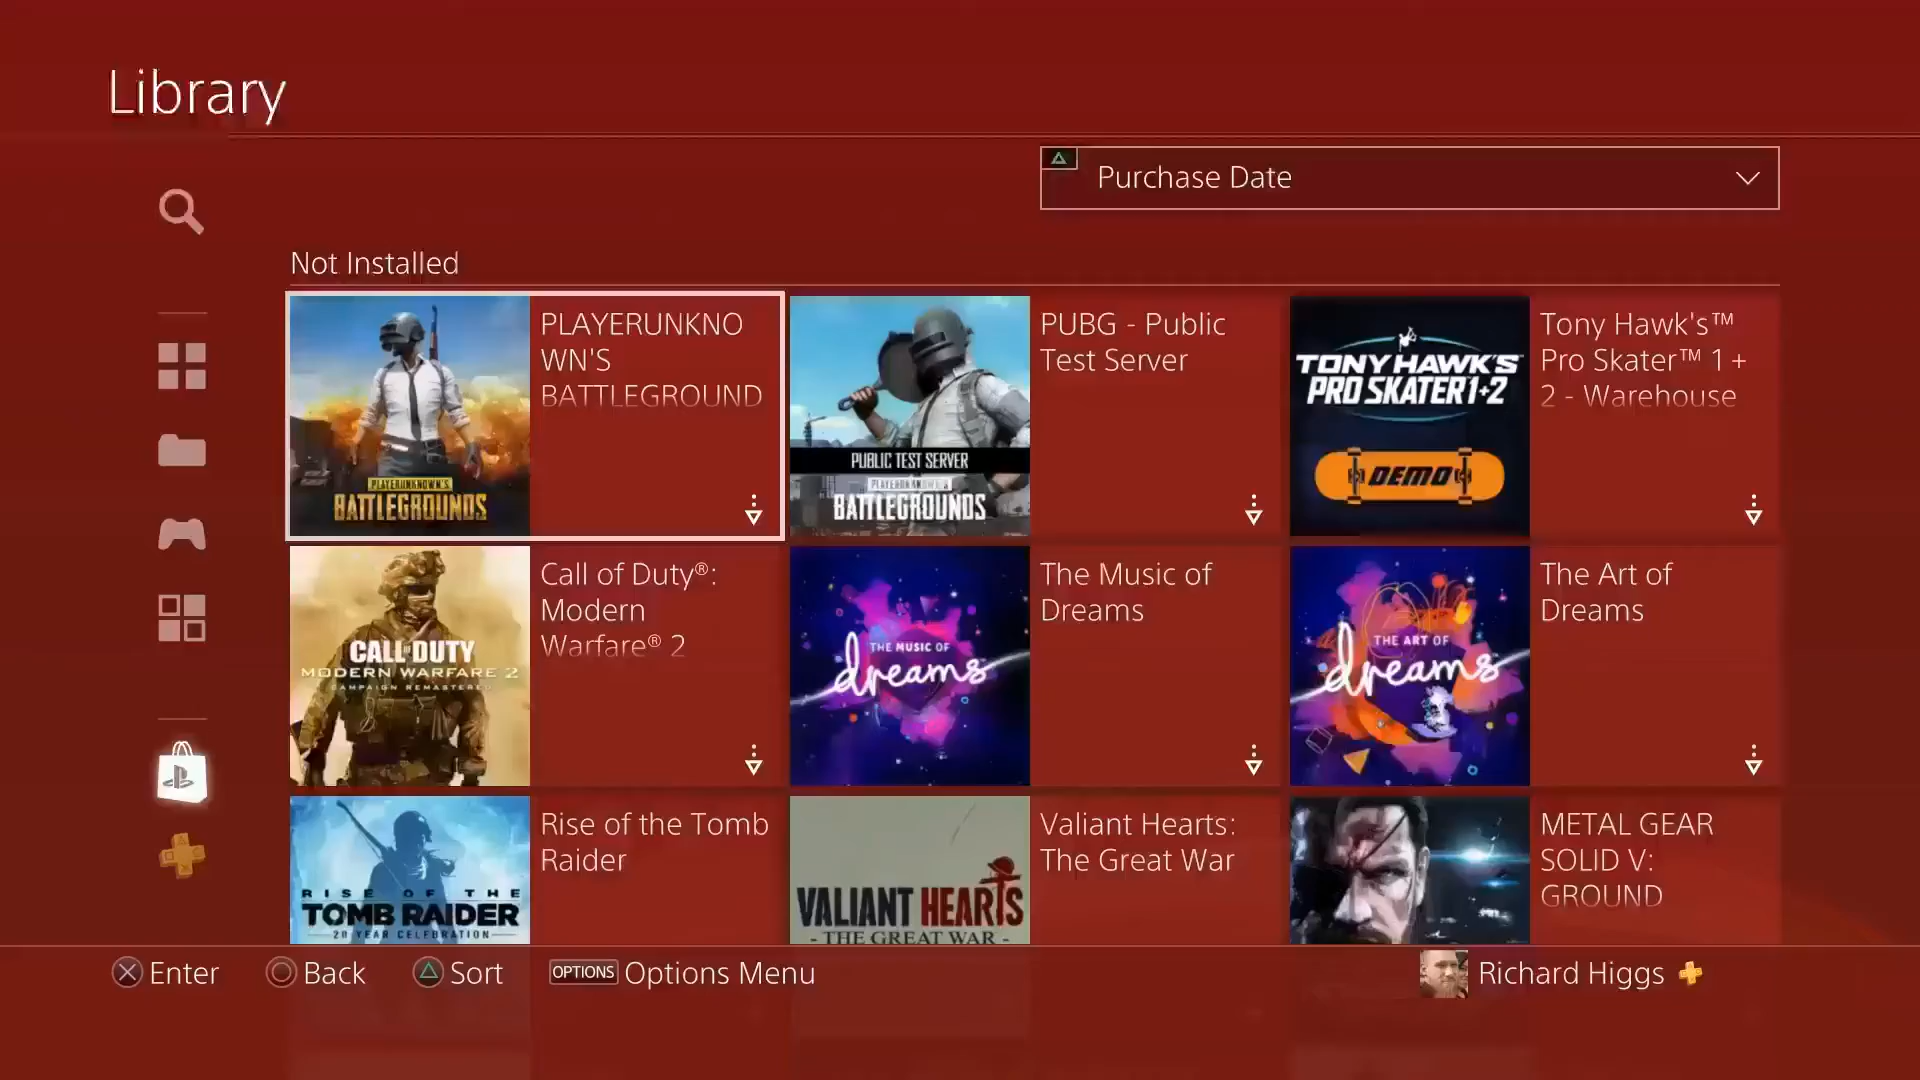 Library
Purchase Date
Not Installed
PLAYERUNKNO
WN'S
BATTLEGROUND
PLAYERUNKNOWN'S
BATTLEGROUNDS
PUBG - Public
Test Server
PUBLIC TEST SERVER
PLAYERUNKNOWN'S
BATTLEGROUNDS
Tony Hawk's™
Pro Skater™ 1 +
2 - Warehouse
TONY HAWK'S
PRO SKATER 1+2
DEMO
Call of Duty®:
Modern
Warfare® 2
CALL OF DUTY
MODERN WARFARE 2
CAMPAIGN REMASTERED
The Music of
Dreams
THE MUSIC OF
dreams
The Art of
Dreams
THE ART OF
dreams
Rise of the Tomb
Raider
RISE OF THE
TOMB RAIDER
20 YEAR CELEBRATION
Valiant Hearts:
The Great War
VALIANT HEARTS
- THE GREAT WAR -
METAL GEAR
SOLID V:
GROUND
Enter
Back
Sort
OPTIONS Options Menu
Richard Higgs